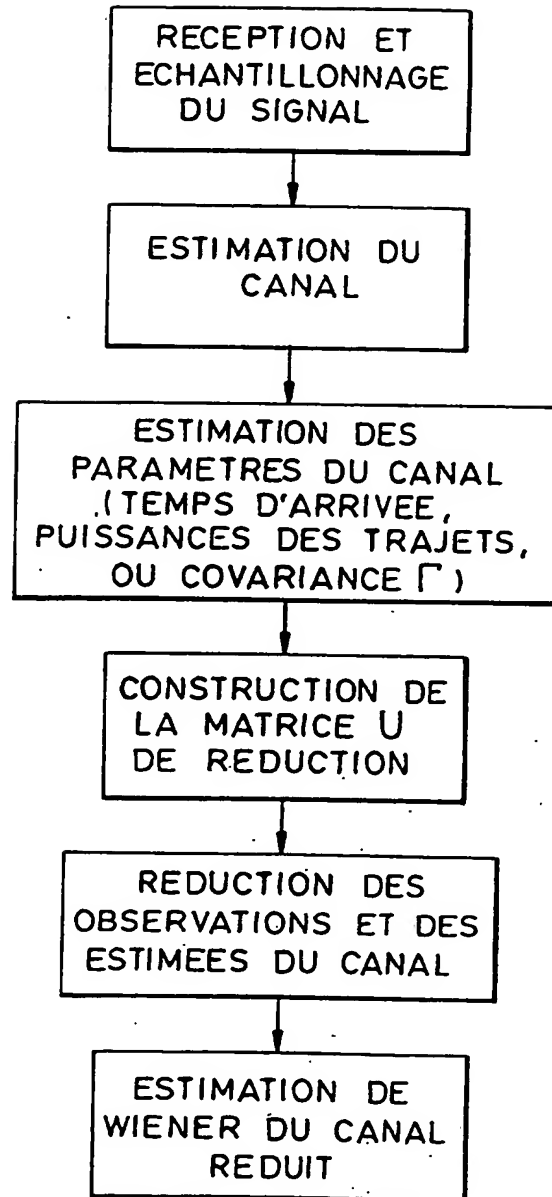 RECEPTION ET
ECHANTILLONNAGE
DU SIGNAL
ESTIMATION DU
CANAL
ESTIMATION DES
PARAMETRES DU CANAL
(TEMPS D'ARRIVEE,
PUISSANCES DES TRAJETS,
OU COVARIANCE Γ)
CONSTRUCTION DE
LA MATRICE U
DE REDUCTION
REDUCTION DES
OBSERVATIONS ET DES
ESTIMEES DU CANAL
ESTIMATION DE
WIENER DU CANAL
REDUIT